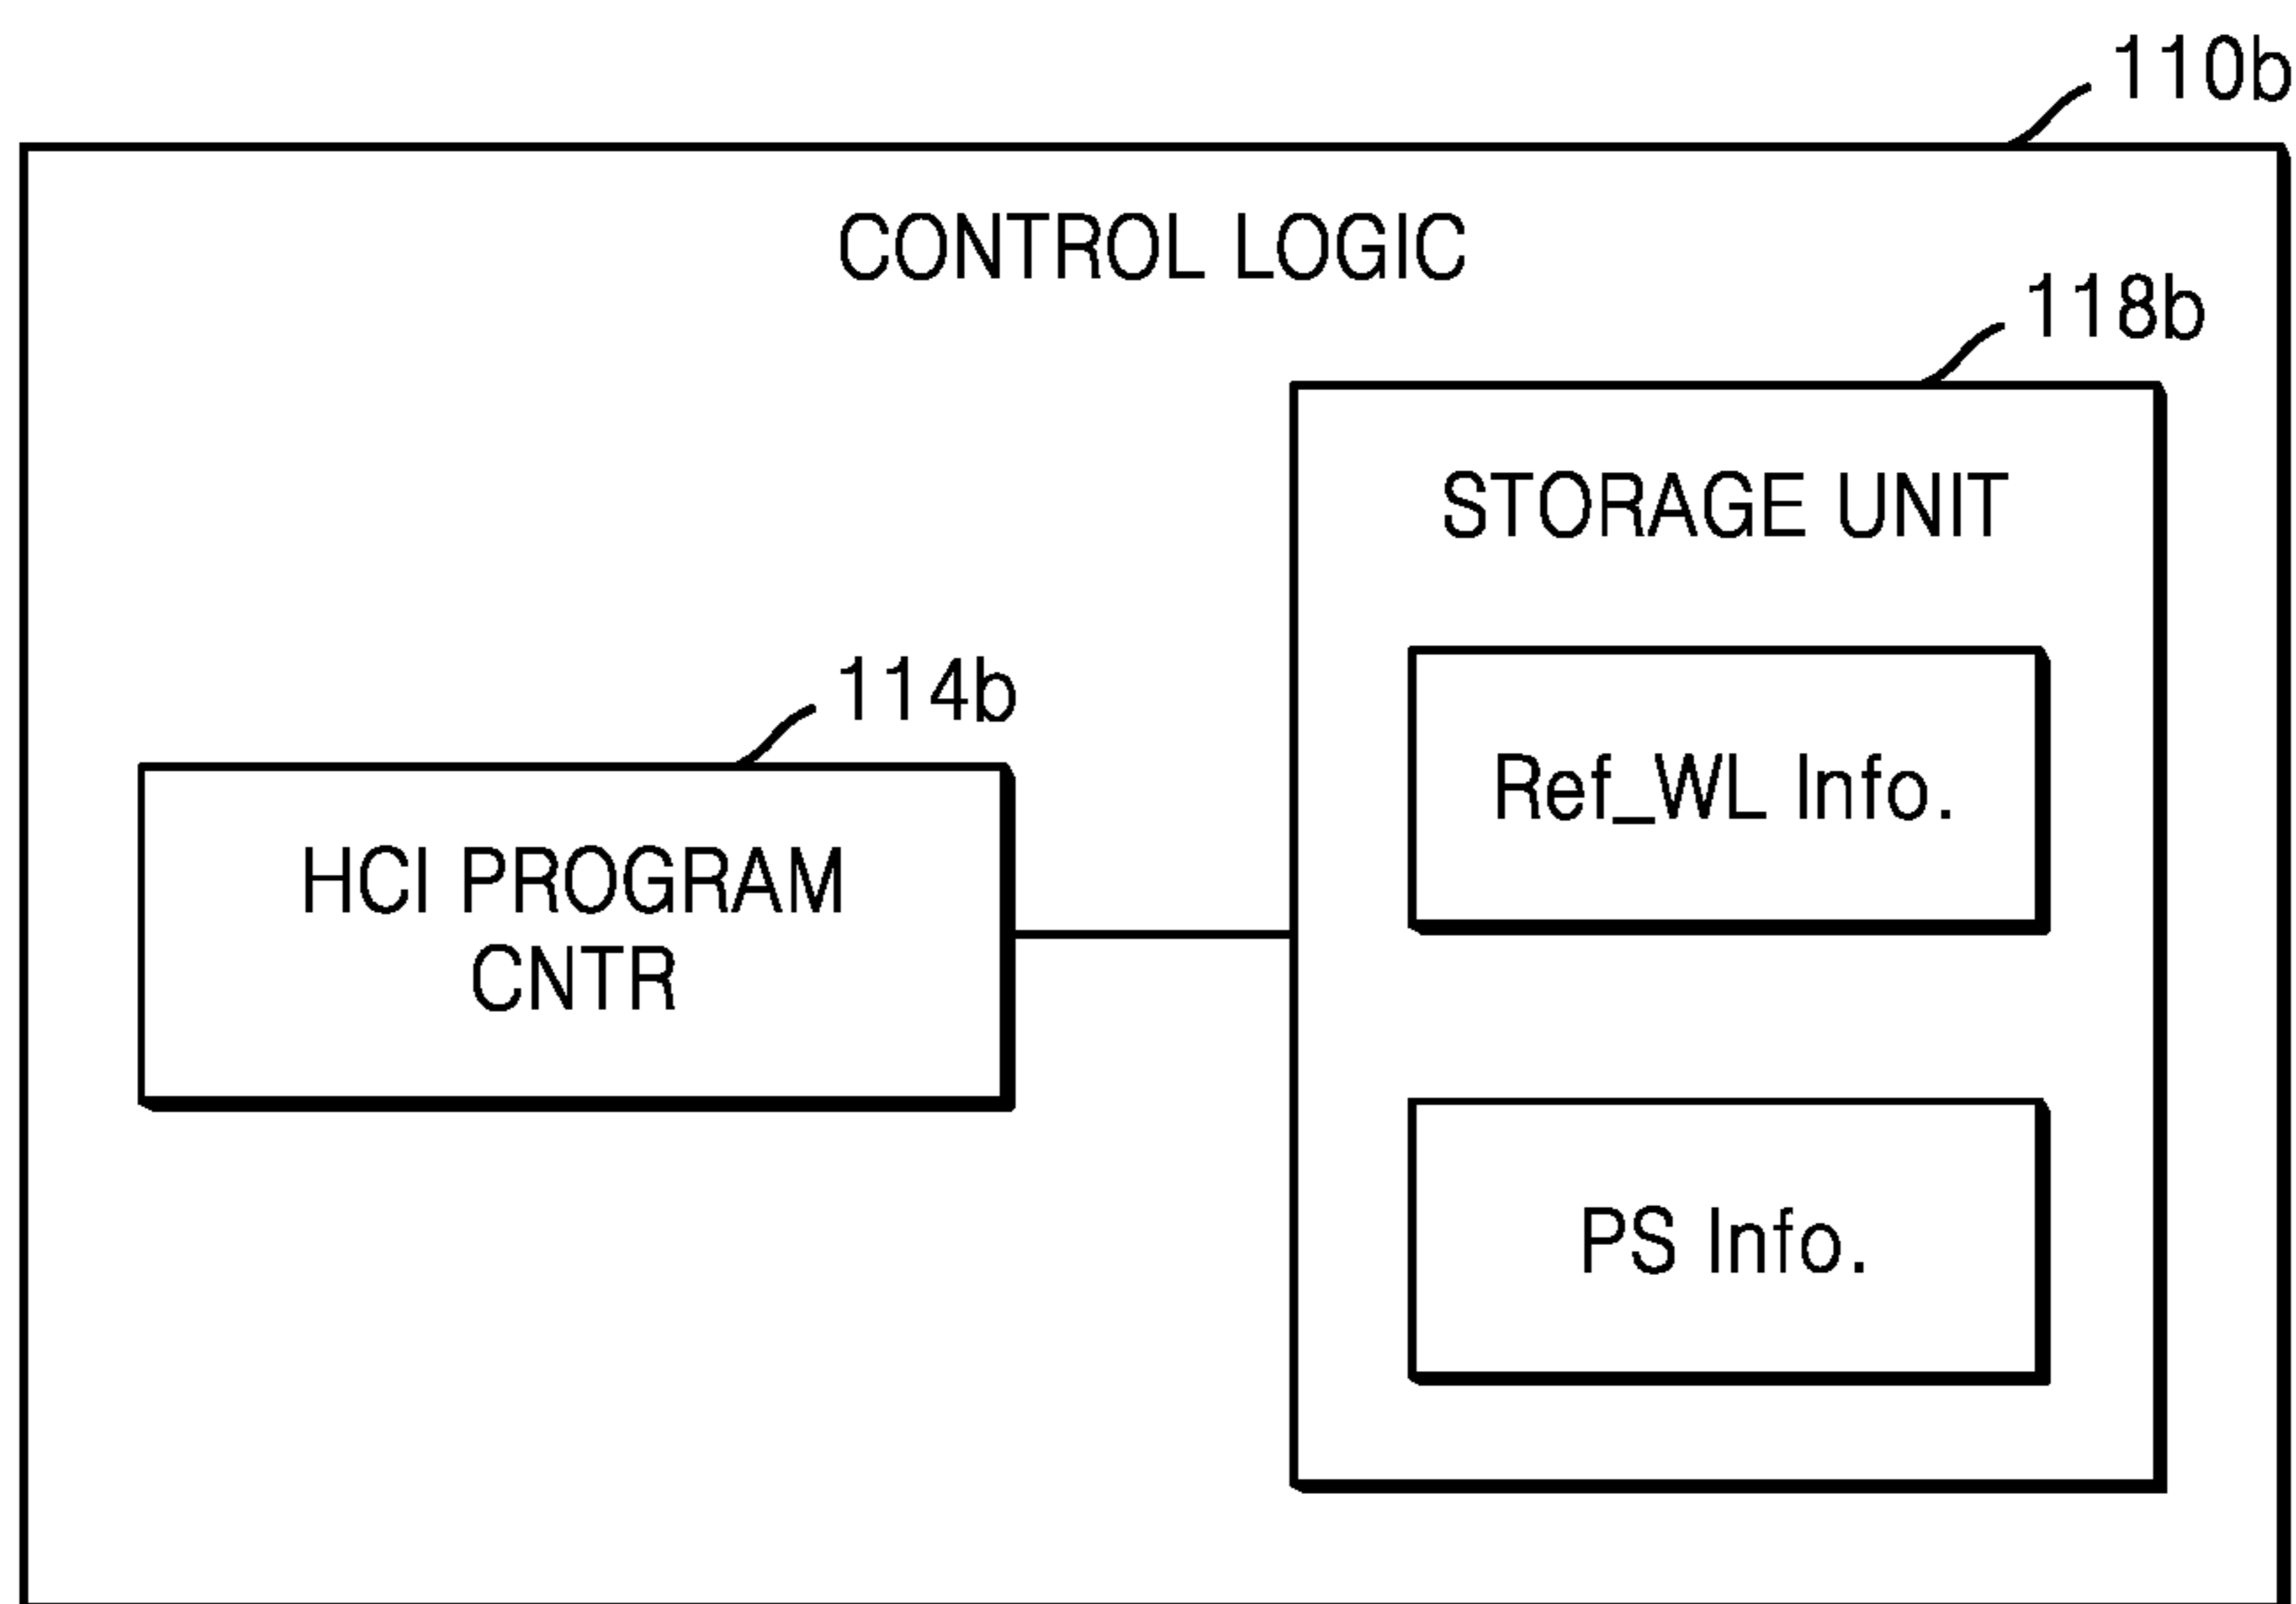 110b
CONTROL LOGIC
118b
STORAGE UNIT
114b
Ref_WL Info.
HCI PROGRAM
CNTR
PS Info.